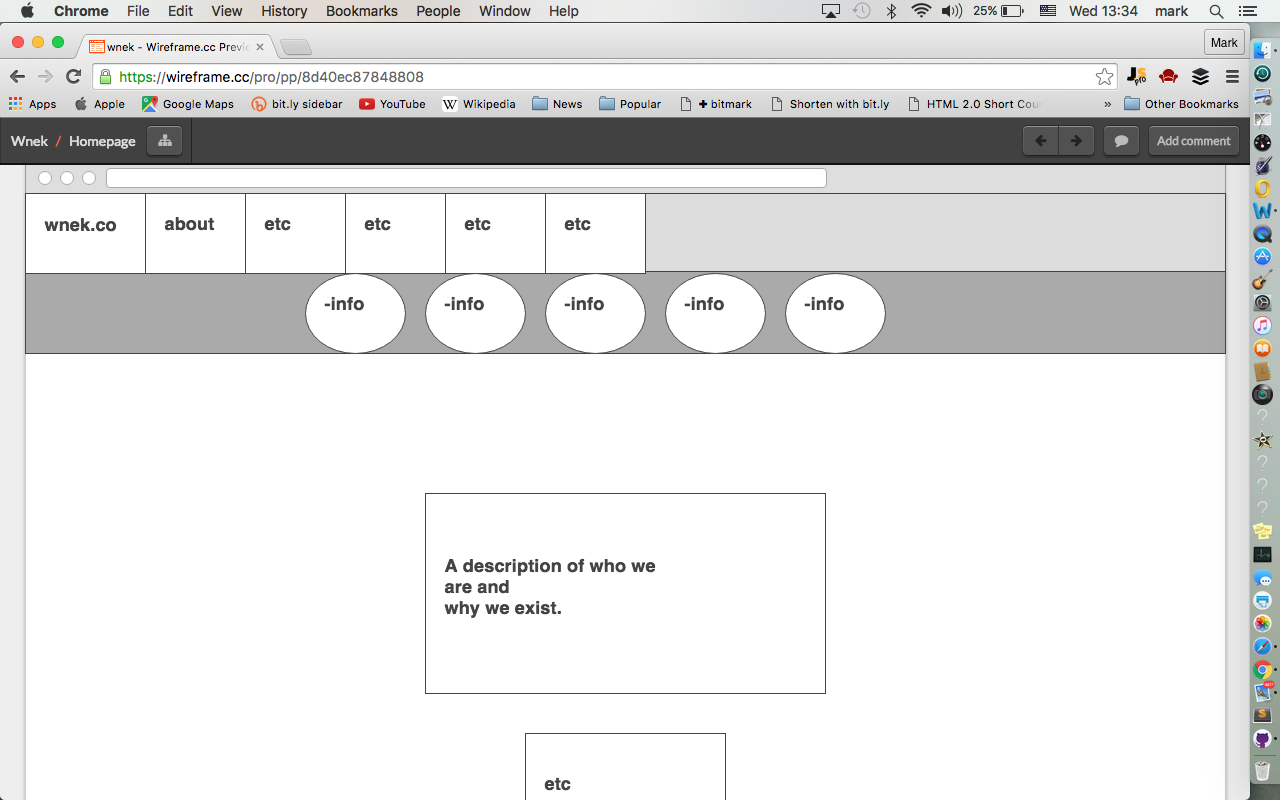 Chrome File Edit View History Bookmarks People Window Help 25% Wed 13:34 mark
wnek - Wireframe.cc Previe Mark
https://wireframe.cc/pro/pp/8d40ec87848808
Apps Apple Google Maps bit.ly sidebar YouTube Wikipedia News Popular + bitmark Shorten with bit.ly HTML 2.0 Short Cou » Other Bookmarks
Wnek / Homepage Add comment
wnek.co about etc etc etc etc
-info -info -info -info -info
A description of who we
are and
why we exist.
etc